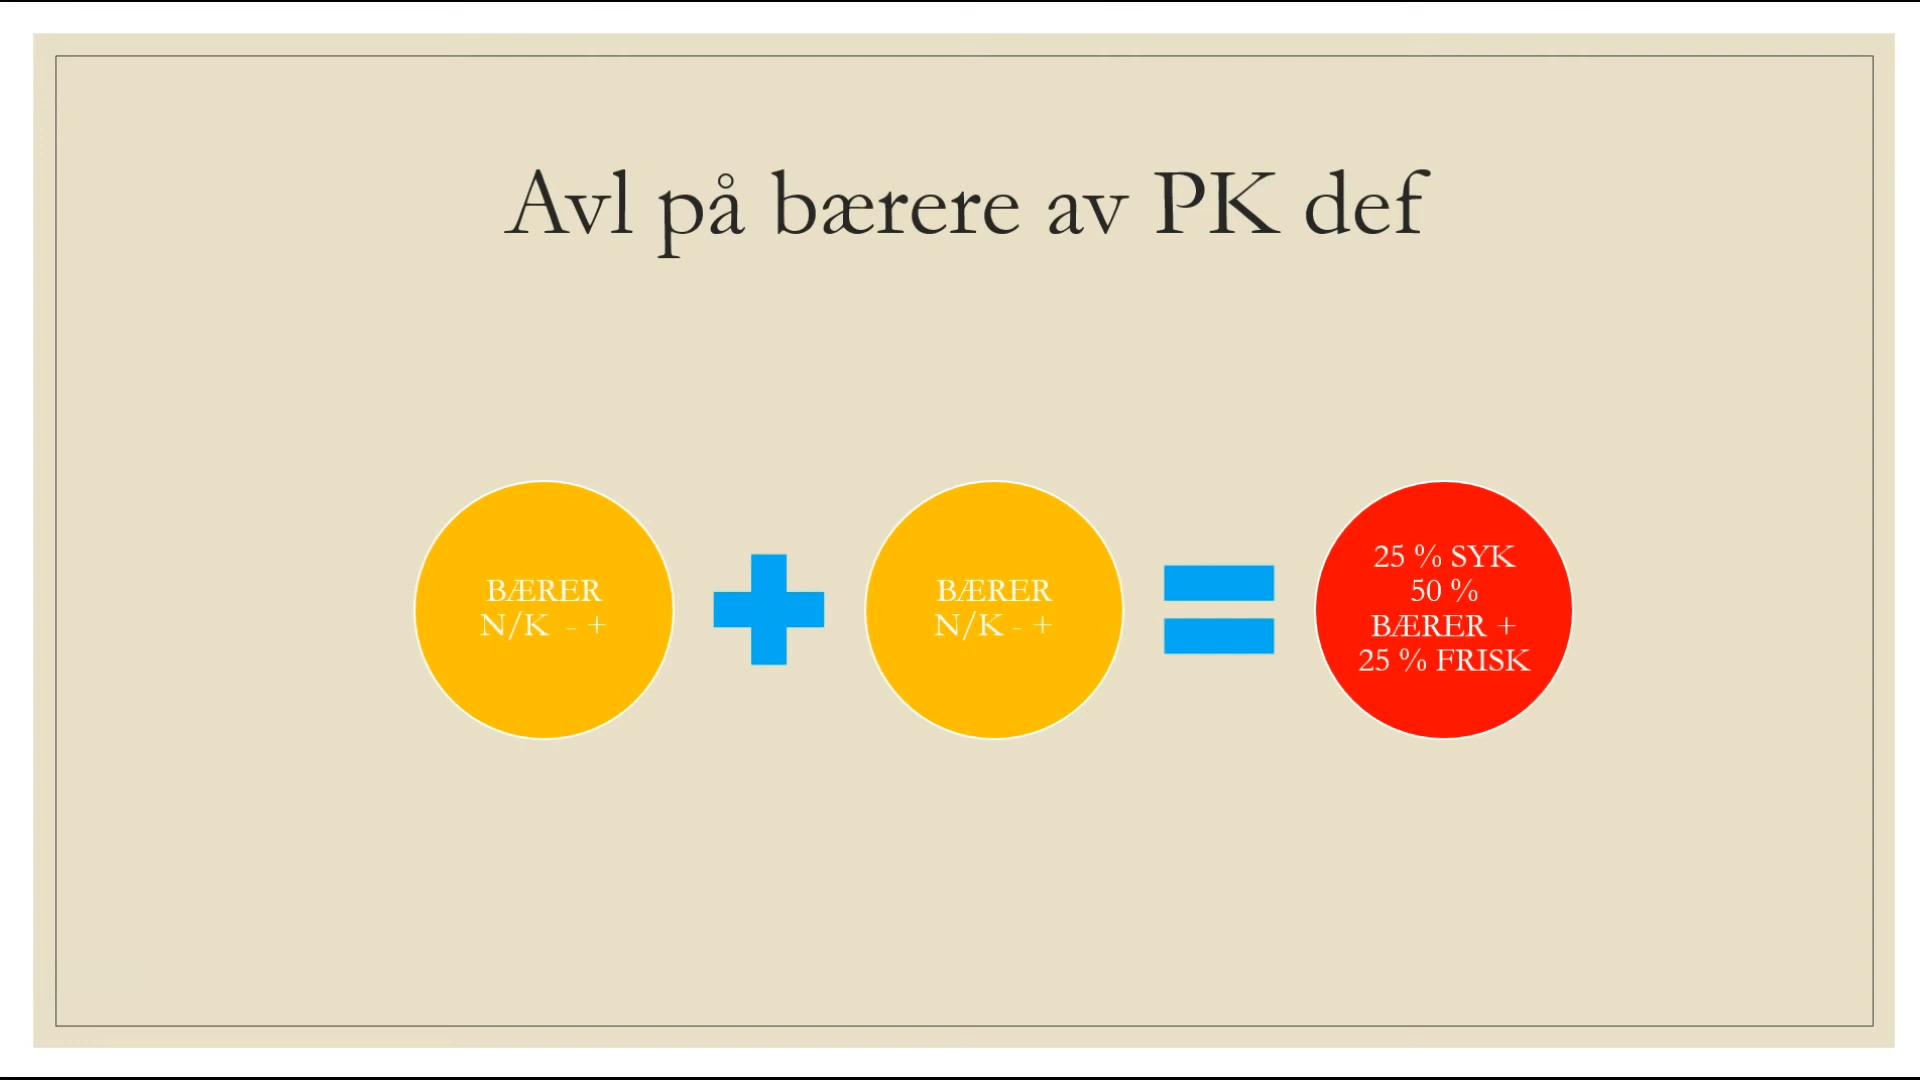 Avl på bærere av PK def
BÆRER
N/K - +
BÆRER
N/K - +
25 % SYK
50 %
BÆRER +
25 % FRISK